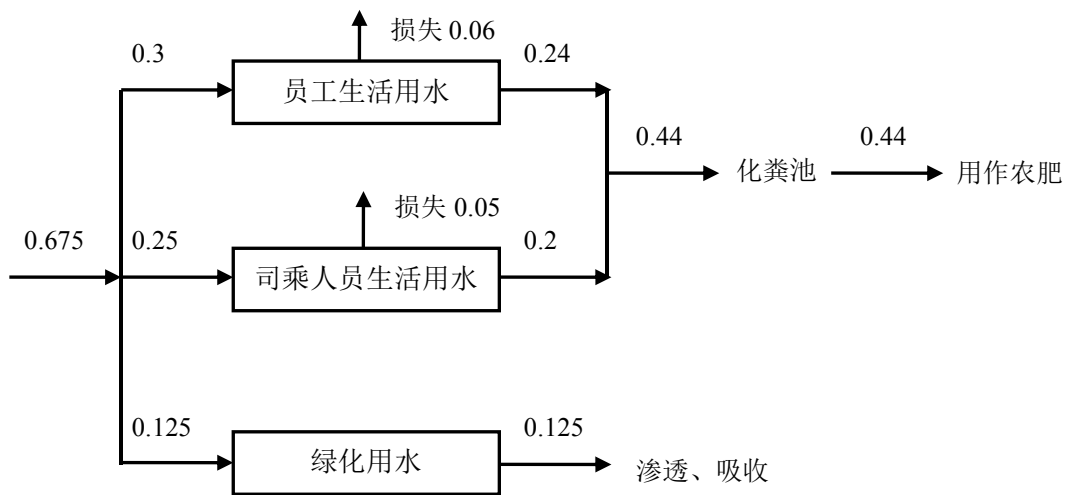 损失 0.06
0.3
0.24
员工生活用水
0.44
0.44
化粪池
用作农肥
损失 0.05
0.675
0.25
0.2
司乘人员生活用水
0.125
0.125
绿化用水
渗透、吸收